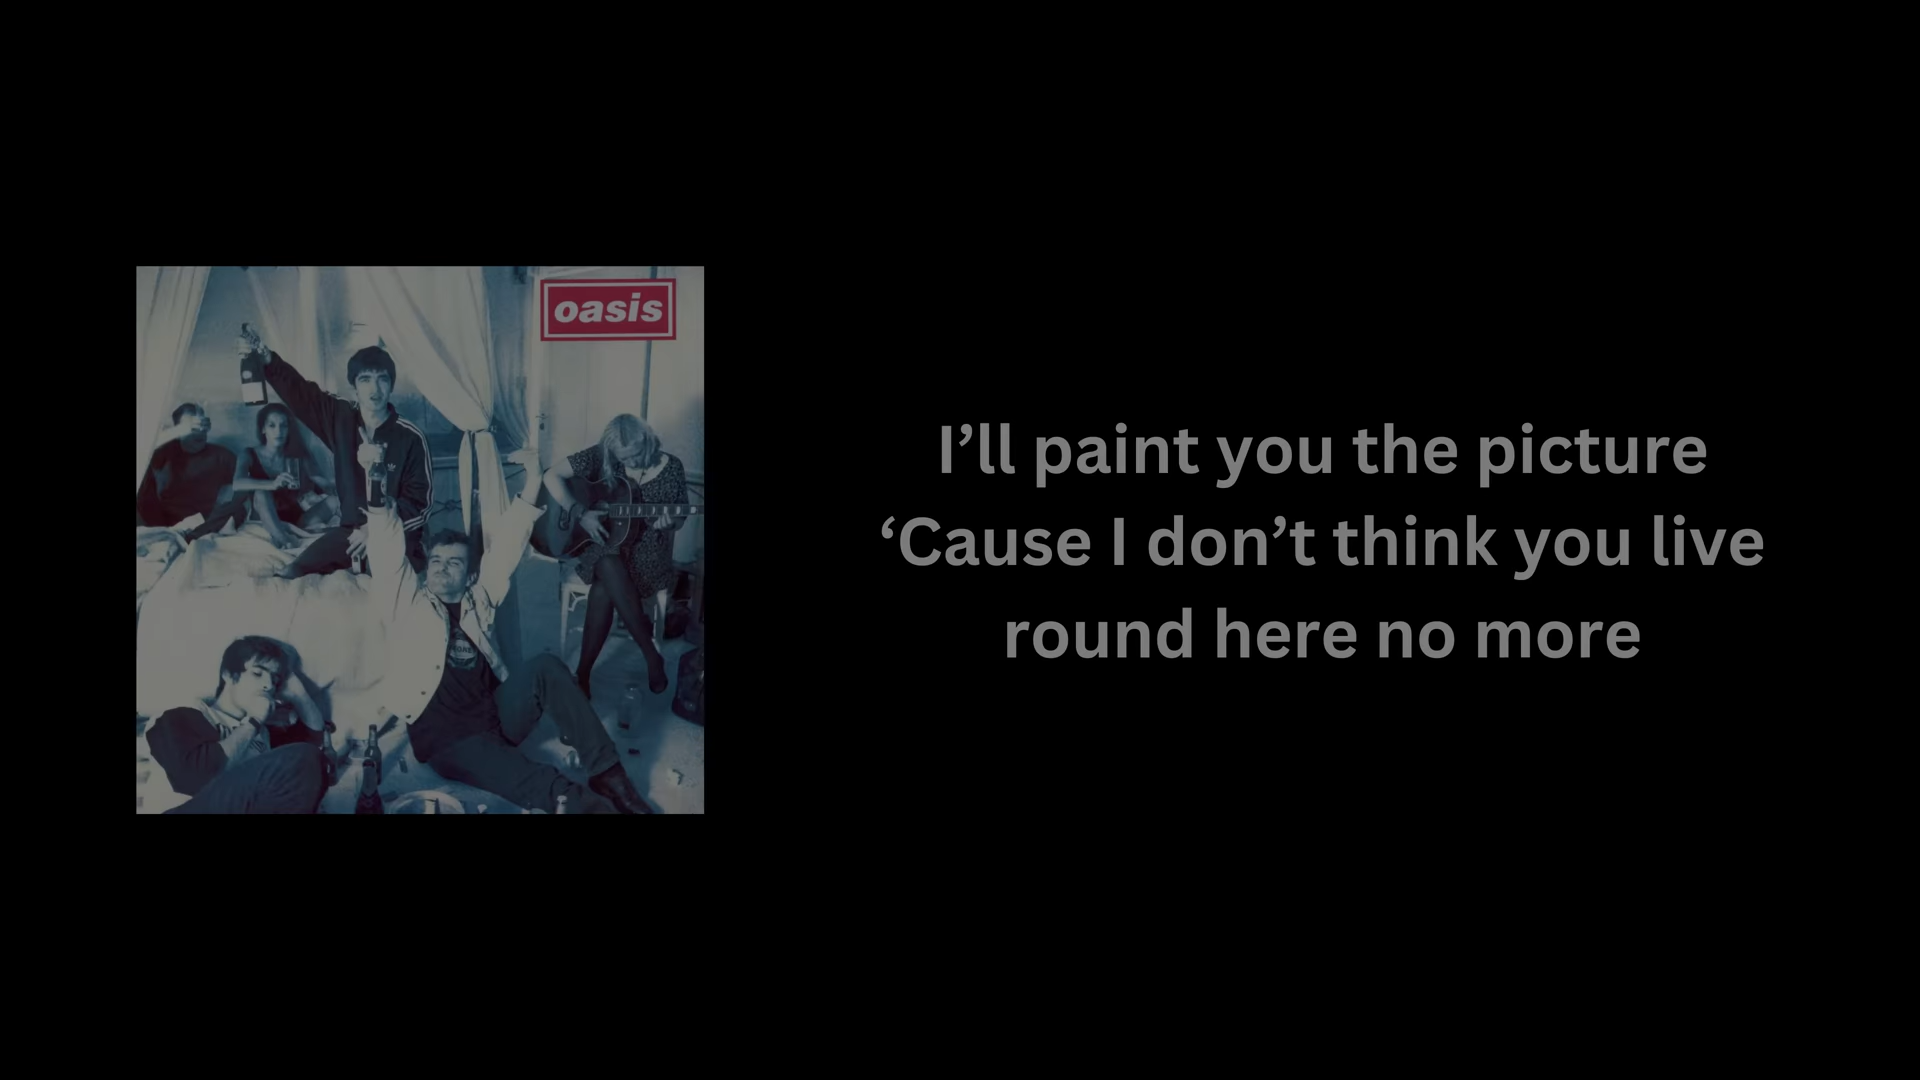 oasis
I’ll paint you the picture
‘Cause I don’t think you live
round here no more